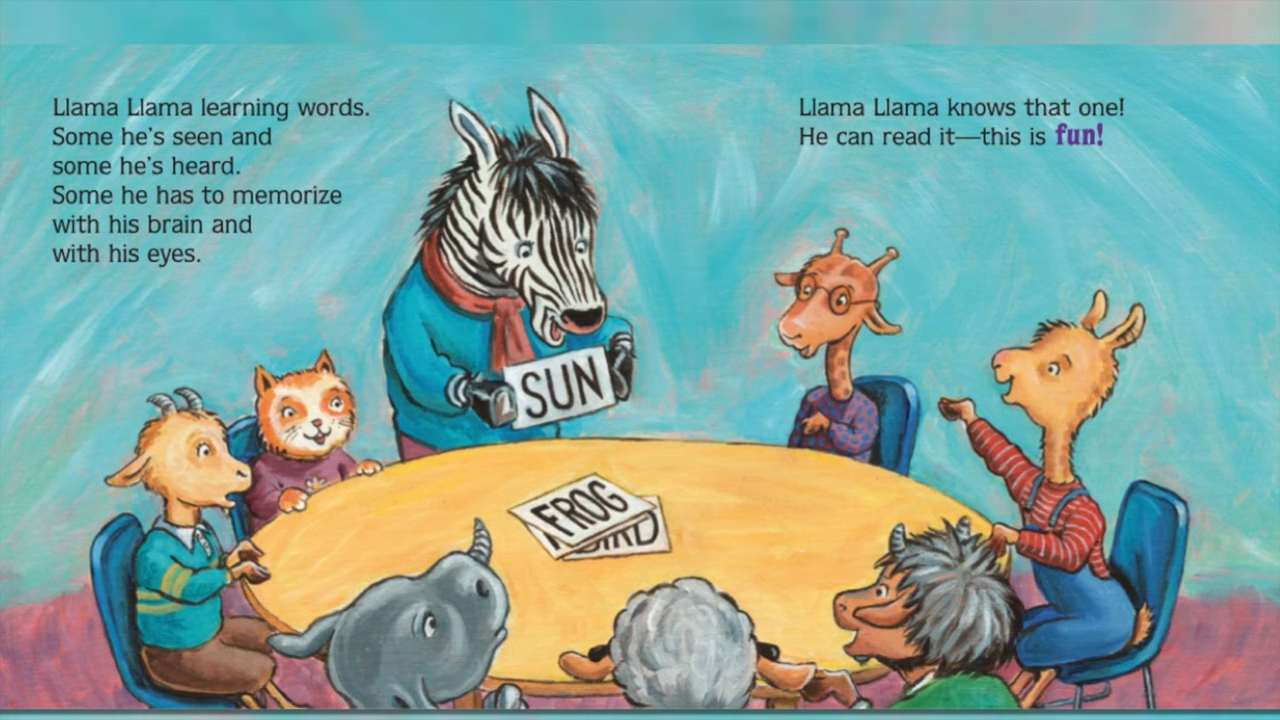 Llama Llama learning words.
Some he's seen and
some he's heard.
Some he has to memorize
with his brain and
with his eyes.
Llama Llama knows that one!
He can read it—this is fun!
SUN
FROG
BIRD